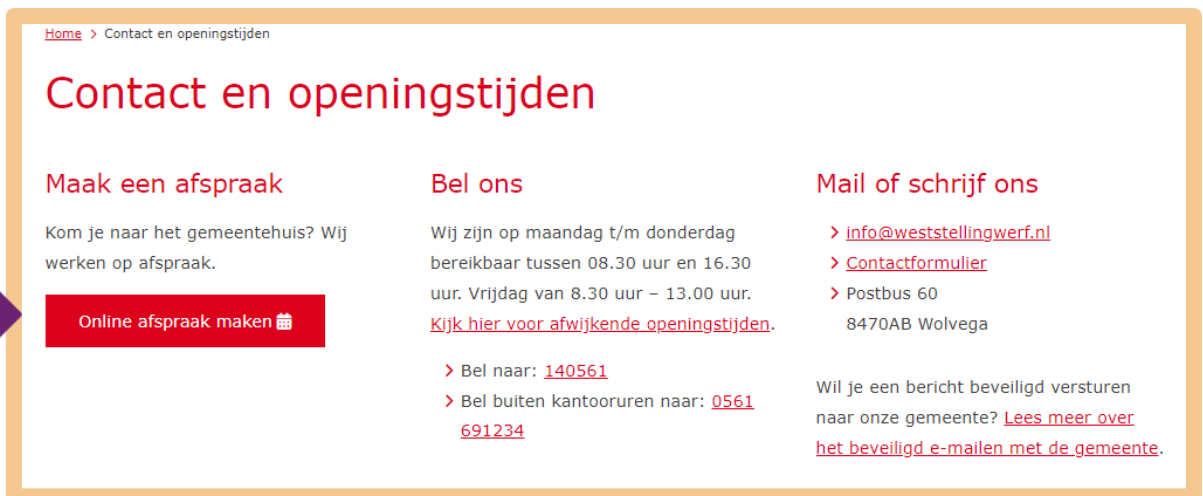 Home > Contact en openingstijden
Contact en openingstijden
Maak een afspraak
Kom je naar het gemeentehuis? Wij
werken op afspraak.
Online afspraak maken
Bel ons
Wij zijn op maandag t/m donderdag
bereikbaar tussen 08.30 uur en 16.30
uur. Vrijdag van 8.30 uur – 13.00 uur.
Kijk hier voor afwijkende openingstijden.
> Bel naar: 140561
> Bel buiten kantooruren naar: 0561
691234
Mail of schrijf ons
> info@weststellingwerf.nl
> Contactformulier
> Postbus 60
8470AB Wolvega
Wil je een bericht beveiligd versturen
naar onze gemeente? Lees meer over
het beveiligd e-mailen met de gemeente.